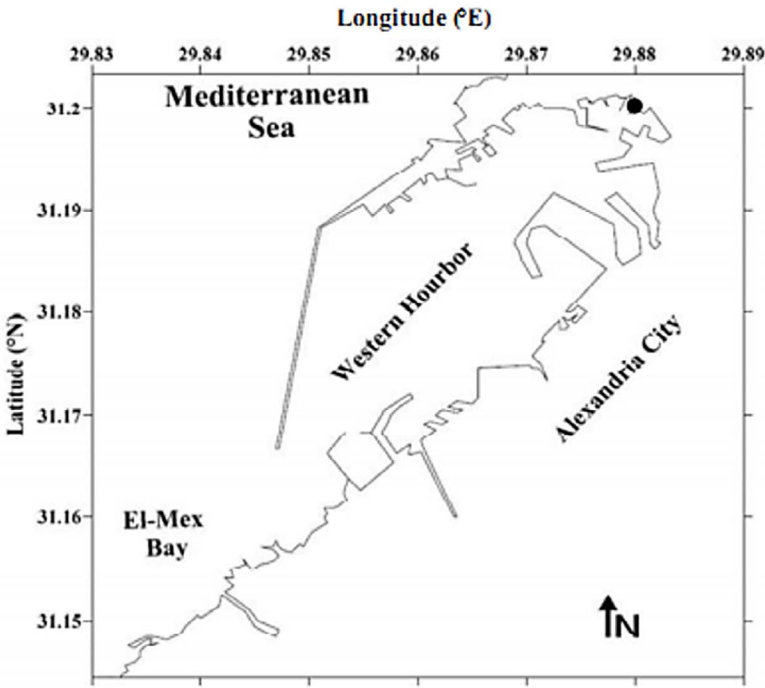 Longitude (°E)
29.83 29.84 29.85 29.86 29.87 29.88 29.89
Mediterranean
Sea
31.2
31.19
31.18
31.17
31.16
31.15
Latitude (°N)
Western Hourbor
Alexandria City
El-Mex
Bay
N